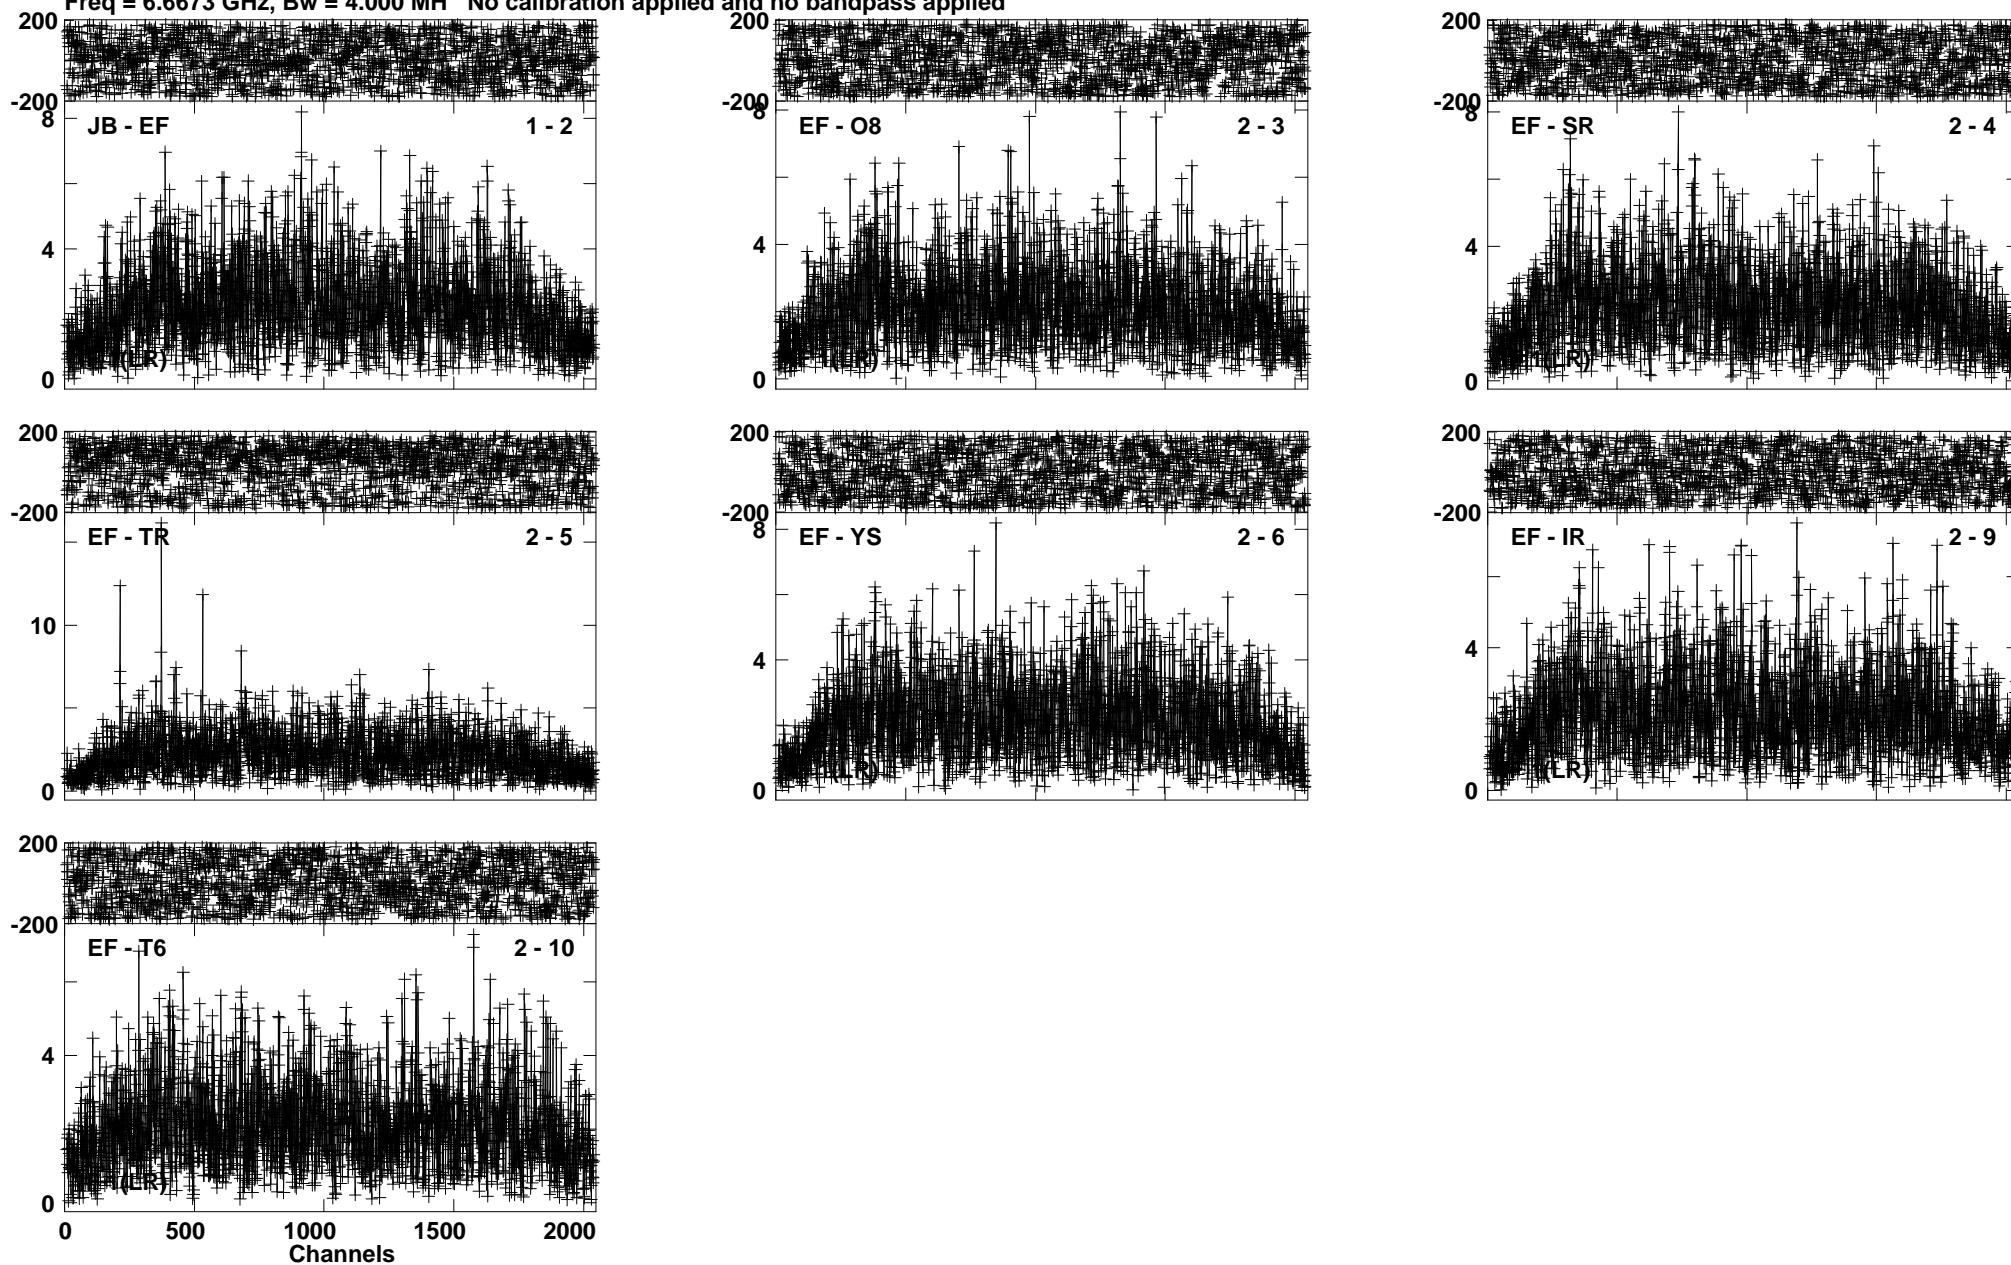 Freq = 6.6673 GHz, Bw = 4.000 MH No calibration applied and no bandpass applied
200
-200
8
4
0
JB - EF
1 - 2
(LR)
200
-200
8
4
0
EF - O8
2 - 3
(LR)
200
-200
8
4
0
EF - SR
2 - 4
(LR)
200
-200
10
0
EF - TR
2 - 5
200
-200
8
4
0
EF - YS
2 - 6
(LR)
200
-200
4
0
EF - IR
2 - 9
(LR)
200
-200
4
0
EF - T6
2 - 10
(LR)
0 500 1000 1500 2000
Channels